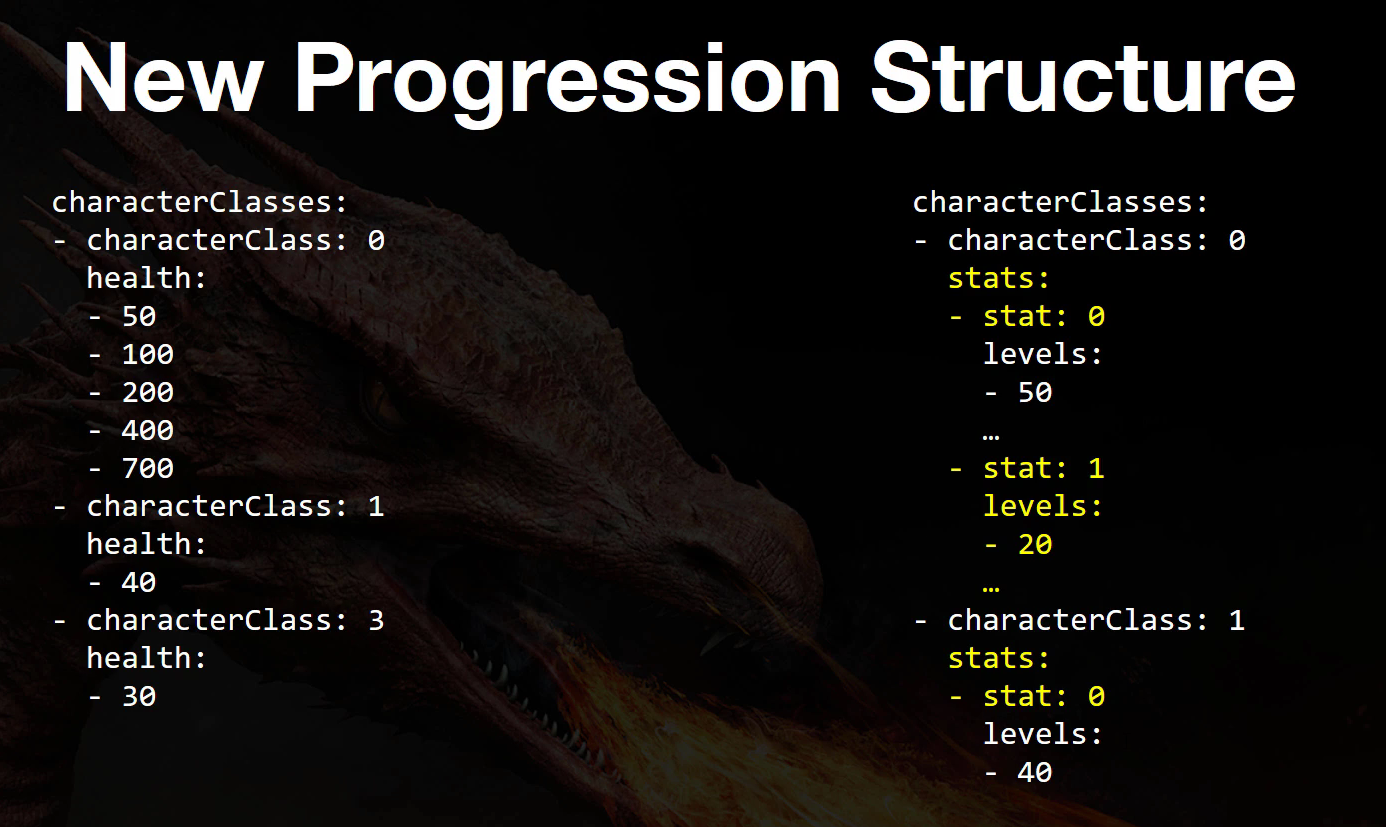 New Progression Structure
characterClasses:
- characterClass: 0
  health:
  - 50
  - 100
  - 200
  - 400
  - 700
- characterClass: 1
  health:
  - 40
- characterClass: 3
  health:
  - 30
characterClasses:
- characterClass: 0
  stats:
  - stat: 0
    levels:
    - 50
    …
  - stat: 1
    levels:
    - 20
    …
- characterClass: 1
  stats:
  - stat: 0
    levels:
    - 40